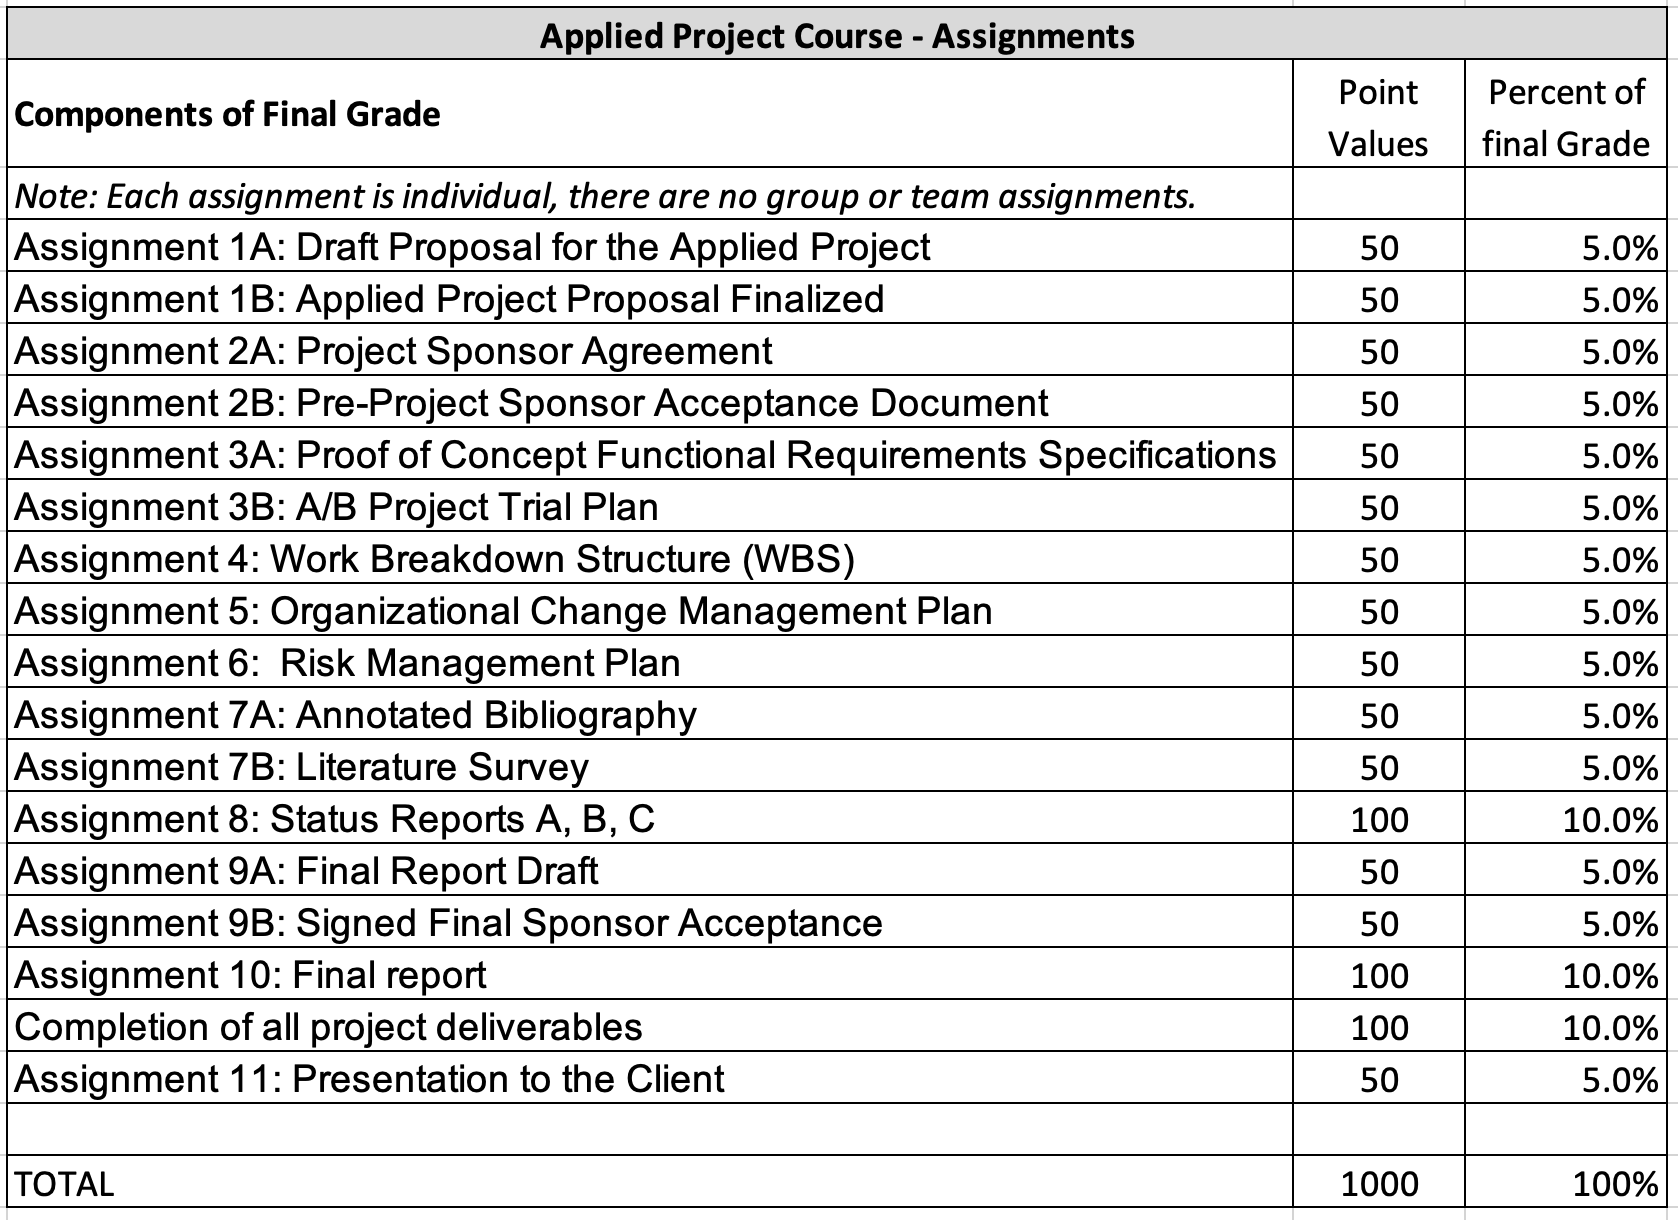 Applied Project Course - Assignments
Components of Final Grade Point Values Percent of final Grade
Note: Each assignment is individual, there are no group or team assignments.
Assignment 1A: Draft Proposal for the Applied Project 50 5.0%
Assignment 1B: Applied Project Proposal Finalized 50 5.0%
Assignment 2A: Project Sponsor Agreement 50 5.0%
Assignment 2B: Pre-Project Sponsor Acceptance Document 50 5.0%
Assignment 3A: Proof of Concept Functional Requirements Specifications 50 5.0%
Assignment 3B: A/B Project Trial Plan 50 5.0%
Assignment 4: Work Breakdown Structure (WBS) 50 5.0%
Assignment 5: Organizational Change Management Plan 50 5.0%
Assignment 6:  Risk Management Plan 50 5.0%
Assignment 7A: Annotated Bibliography 50 5.0%
Assignment 7B: Literature Survey 50 5.0%
Assignment 8: Status Reports A, B, C 100 10.0%
Assignment 9A: Final Report Draft 50 5.0%
Assignment 9B: Signed Final Sponsor Acceptance 50 5.0%
Assignment 10: Final report 100 10.0%
Completion of all project deliverables 100 10.0%
Assignment 11: Presentation to the Client 50 5.0%
TOTAL 1000 100%